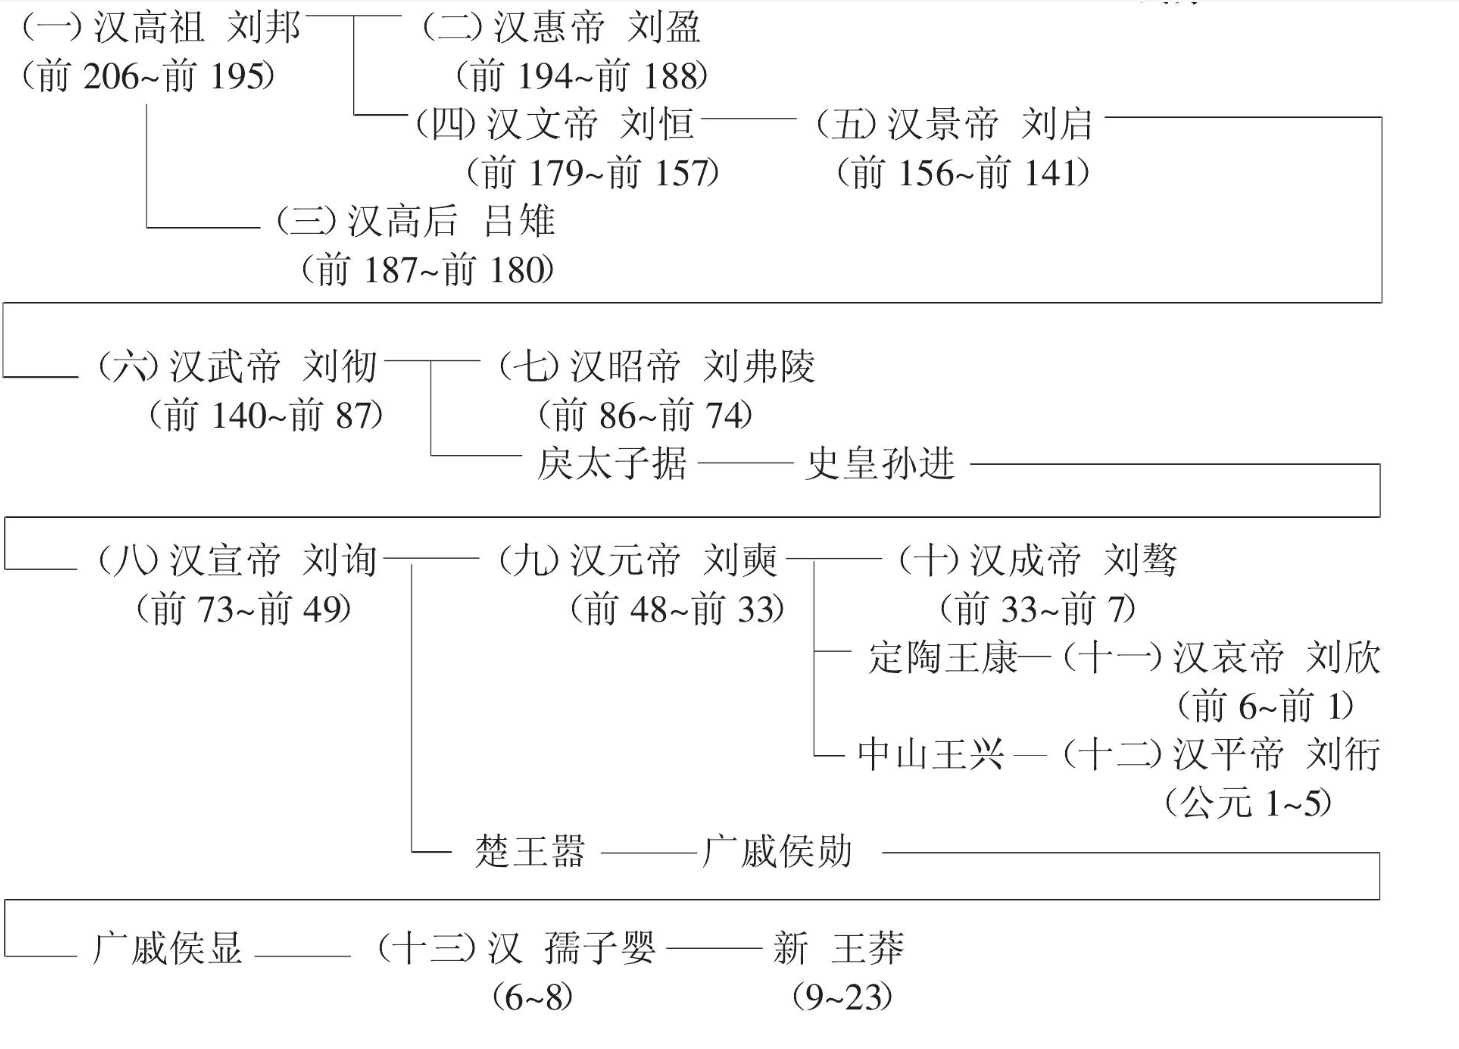 (一)汉高祖 刘邦 (二)汉惠帝 刘盈
(前 206~前 195) (前 194~前 188)
(四)汉文帝 刘恒 (五)汉景帝 刘启
(前 179~前 157) (前 156~前 141)
(三)汉高后 吕雉
(前 187~前 180)
(六)汉武帝 刘彻 (七)汉昭帝 刘弗陵
(前 140~前 87) (前 86~前 74)
戾太子据 史皇孙进
(八)汉宣帝 刘询 (九)汉元帝 刘奭 (十)汉成帝 刘骜
(前 73~前 49) (前 48~前 33) (前 33~前 7)
定陶王康 (十一)汉哀帝 刘欣
(前 6~前 1)
中山王兴 (十二)汉平帝 刘衎
(公元 1~5)
楚王嚣 广戚侯勋
广戚侯显 (十三)汉 孺子婴 新 王莽
(6~8) (9~23)